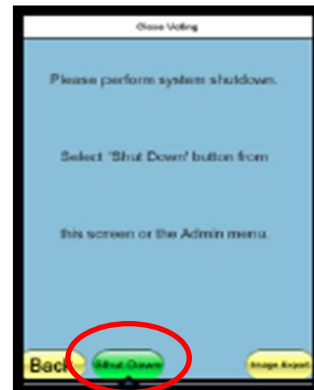 Close Voting
Please perform system shutdown.
Select 'Shut Down' button from
this screen or the Admin menu.
Back Shut Down Image Export